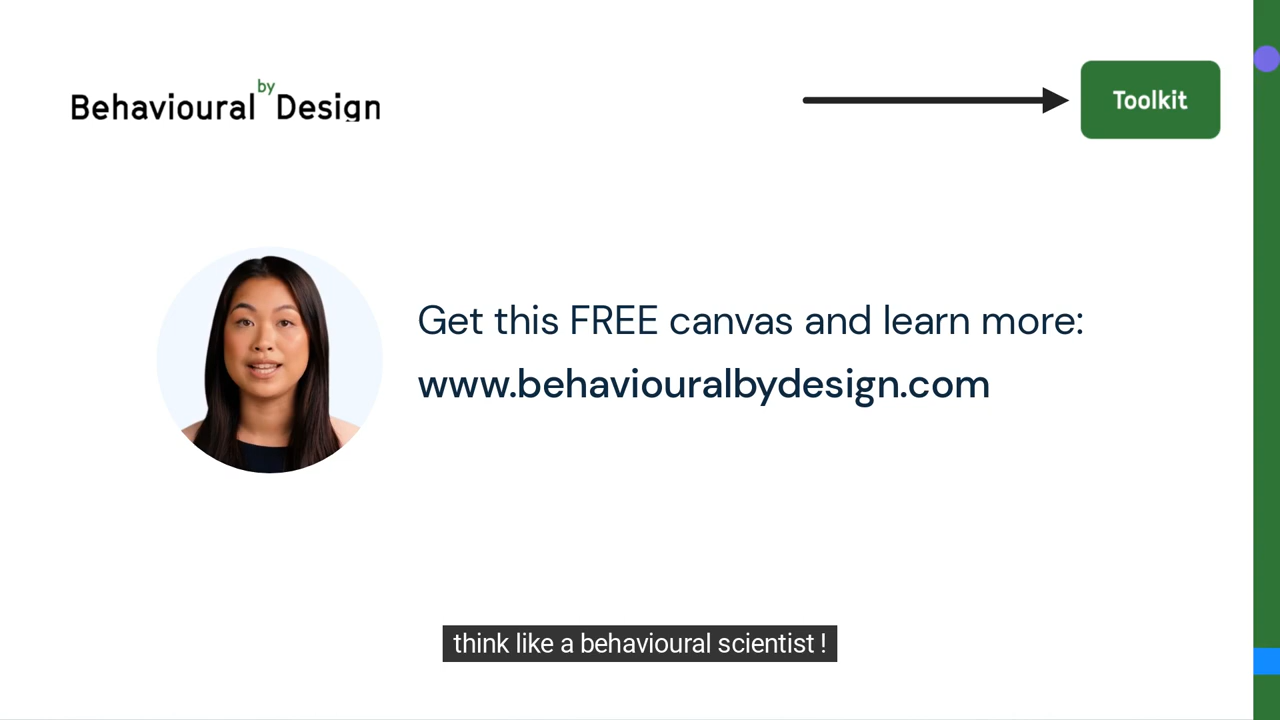 Behavioural by Design
Toolkit
Get this FREE canvas and learn more:
www.behaviouralbydesign.com
think like a behavioural scientist !